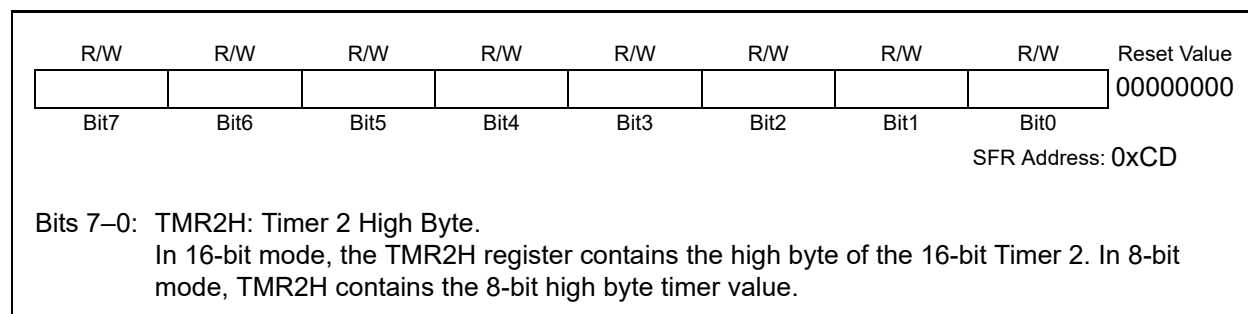 R/W R/W R/W R/W R/W R/W R/W R/W Reset Value
00000000
Bit7 Bit6 Bit5 Bit4 Bit3 Bit2 Bit1 Bit0
SFR Address: 0xCD
Bits 7–0: TMR2H: Timer 2 High Byte.
In 16-bit mode, the TMR2H register contains the high byte of the 16-bit Timer 2. In 8-bit
mode, TMR2H contains the 8-bit high byte timer value.